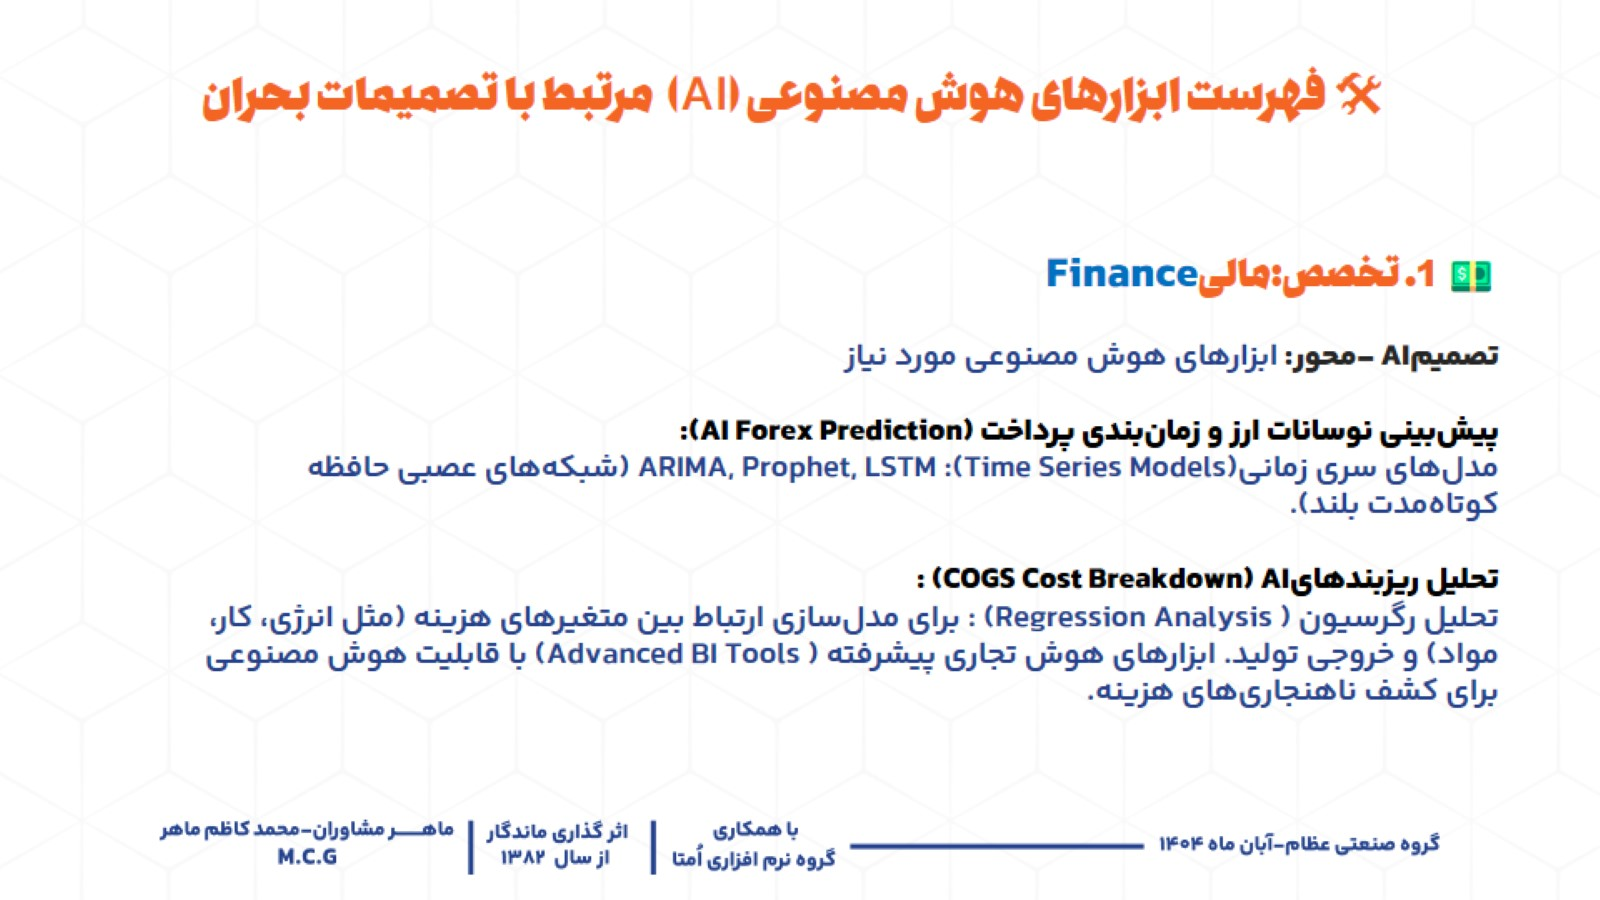 🛠 فهرست ابزارهای هوش مصنوعی (AI) مرتبط با تصمیمات بحران
💵 1. تخصص:مالیFinance
تصمیمAI –محور: ابزارهای هوش مصنوعی مورد نیاز
پیش‌بینی نوسانات ارز و زمان‌بندی پرداخت (AI Forex Prediction):
مدل‌های سری زمانی(Time Series Models): ARIMA, Prophet, LSTM (شبکه‌های عصبی حافظه
کوتاه‌مدت بلند).
تحلیل ریزبندهایAI (COGS Cost Breakdown) :
تحلیل رگرسیون ( Regression Analysis) : برای مدل‌سازی ارتباط بین متغیرهای هزینه (مثل انرژی، کار،
مواد) و خروجی تولید. ابزارهای هوش تجاری پیشرفته ( Advanced BI Tools) با قابلیت هوش مصنوعی
برای کشف ناهنجاری‌های هزینه.
گروه صنعتی عظام–آبان ماه ۱۴۰۴
با همکاری
گروه نرم افزاری اُمتا
اثر گذاری ماندگار
از سال ۱۳۸۲
ماهـــر مشاوران–محمد کاظم ماهر
M.C.G